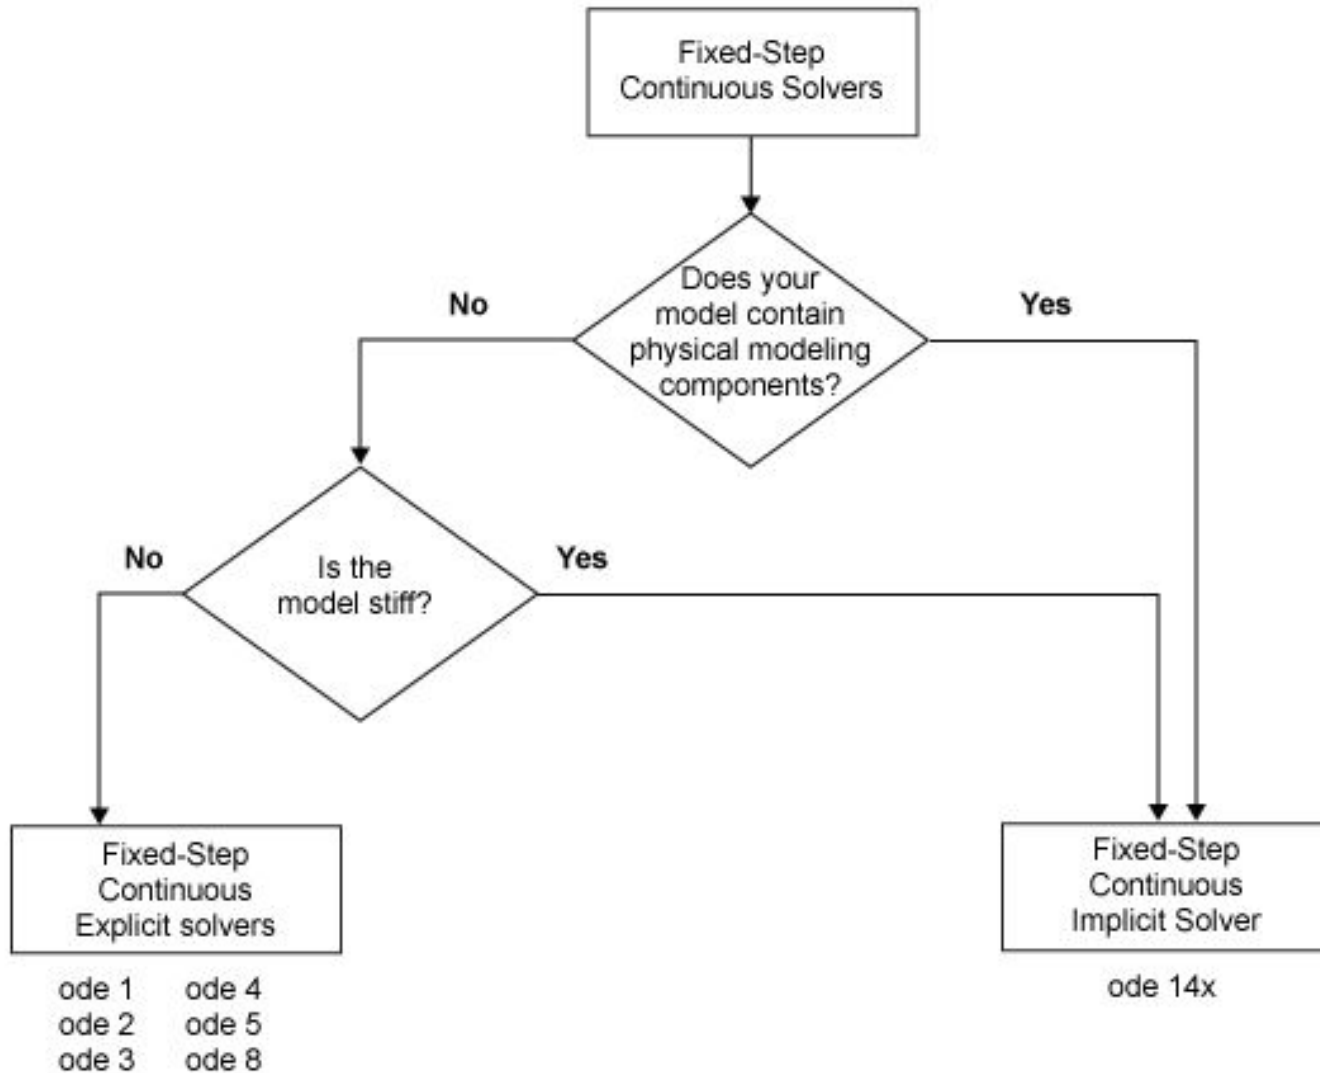 Fixed-Step
Continuous Solvers
Does your
model contain
physical modeling
components?
No
Yes
Is the
model stiff?
No
Yes
Fixed-Step
Continuous
Explicit solvers
Fixed-Step
Continuous
Implicit Solver
ode 1 ode 4
ode 2 ode 5
ode 3 ode 8
ode 14x